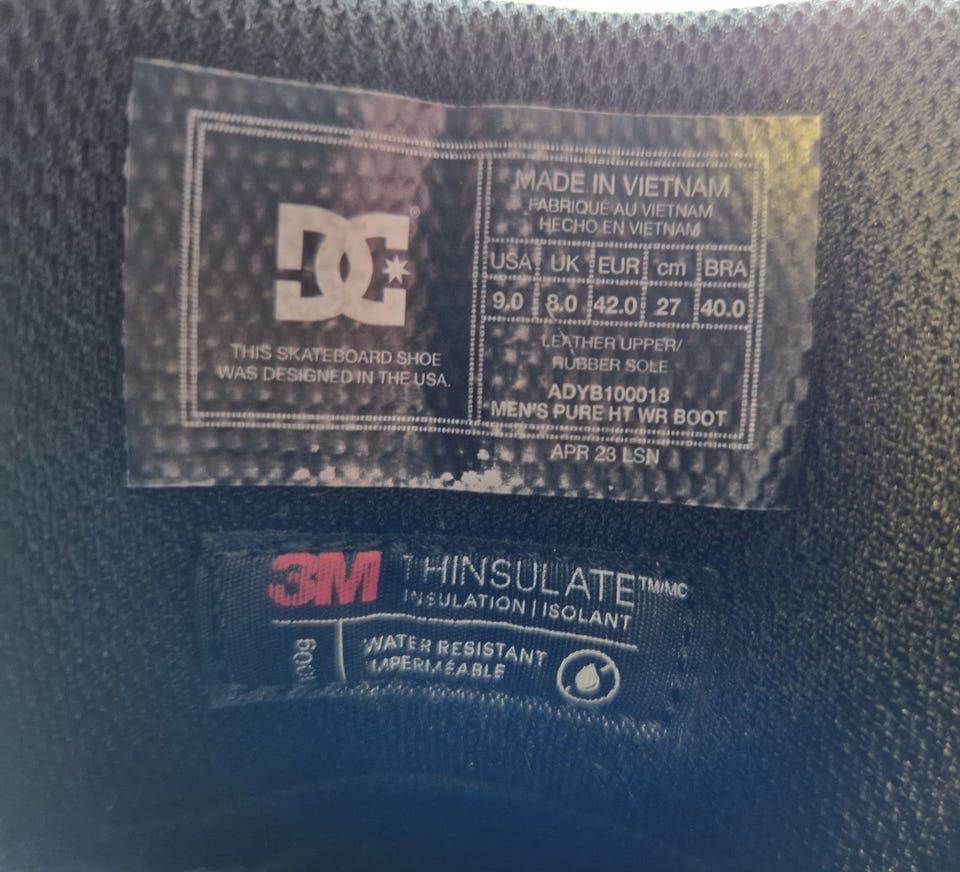 DC®
THIS SKATEBOARD SHOE
WAS DESIGNED IN THE USA.
MADE IN VIETNAM
FABRIQUÉ AU VIETNAM
HECHO EN VIETNAM
USA UK EUR cm BRA
9.0 8.0 42.0 27 40.0
LEATHER UPPER/
RUBBER SOLE
ADYB100018
MEN'S PURE HT WR BOOT
APR 23 LSN
3M THINSULATE™/MC
INSULATION | ISOLANT
100g
WATER RESISTANT
IMPERMÉABLE